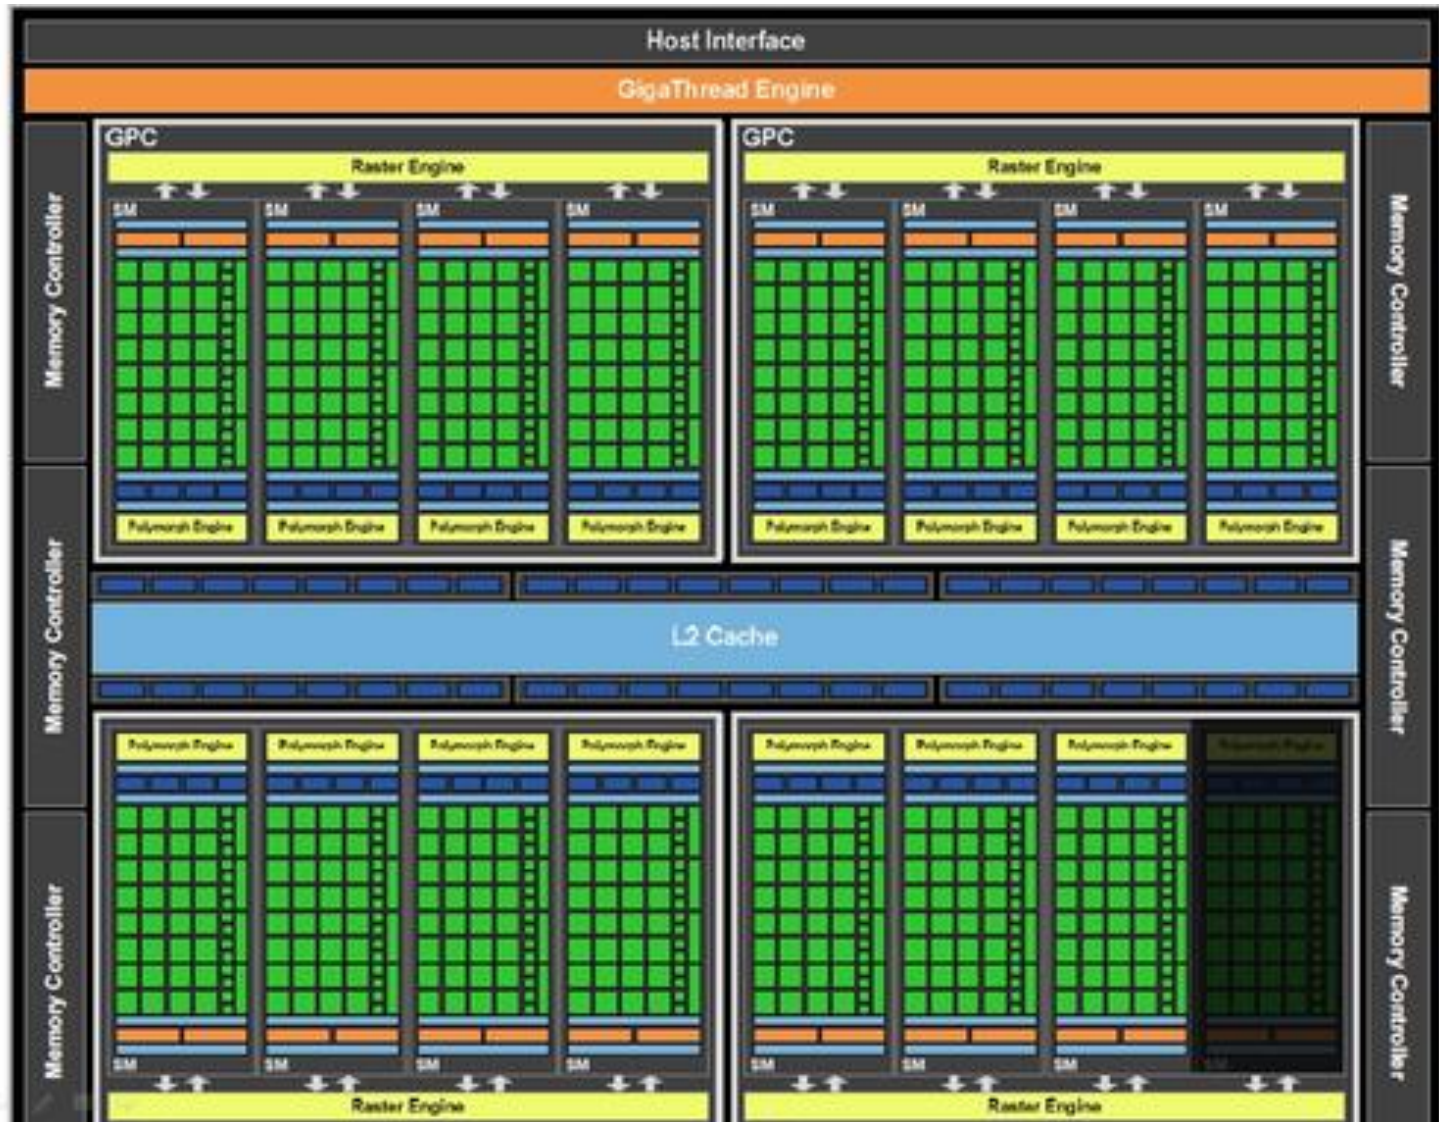 Host Interface
GigaThread Engine
GPC
GPC
Raster Engine
Raster Engine
SM SM SM SM
SM SM SM SM
Memory Controller
Memory Controller
Polymorph Engine Polymorph Engine Polymorph Engine Polymorph Engine
Polymorph Engine Polymorph Engine Polymorph Engine Polymorph Engine
L2 Cache
Memory Controller
Memory Controller
Polymorph Engine Polymorph Engine Polymorph Engine Polymorph Engine
Polymorph Engine Polymorph Engine Polymorph Engine Polymorph Engine
Memory Controller
Memory Controller
SM SM SM SM
SM SM SM
Raster Engine
Raster Engine